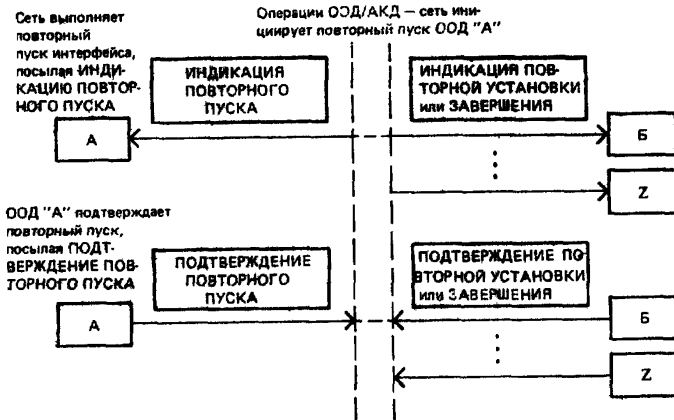 Сеть выполняет
повторный
пуск интерфейса,
посылая ИНДИ-
КАЦИЮ ПОВТОР-
НОГО ПУСКА
Операции ООД/АКД — сеть ини-
циирует повторный пуск ООД "А"
ИНДИКАЦИЯ
ПОВТОРНОГО
ПУСКА
ИНДИКАЦИЯ ПОВ-
ТОРНОЙ УСТАНОВКИ
или ЗАВЕРШЕНИЯ
А
Б
Z
ООД "А" подтверждает
повторный пуск,
посылая ПОДТ-
ВЕРЖДЕНИЕ ПОВ-
ТОРНОГО ПУСКА
ПОДТВЕРЖДЕНИЕ
ПОВТОРНОГО
ПУСКА
ПОДТВЕРЖДЕНИЕ ПО-
ВТОРНОЙ УСТАНОВКИ
или ЗАВЕРШЕНИЯ
А
Б
Z